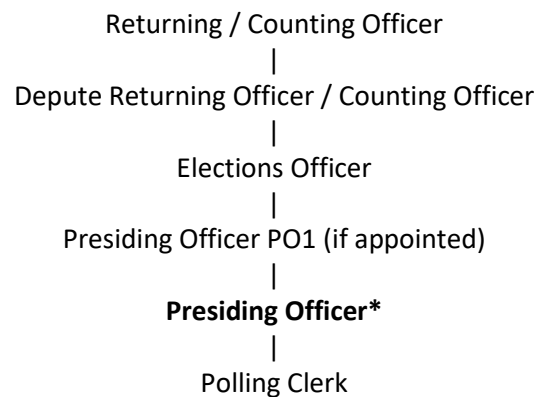 Returning / Counting Officer
Depute Returning Officer / Counting Officer
Elections Officer
Presiding Officer PO1 (if appointed)
Presiding Officer*
Polling Clerk